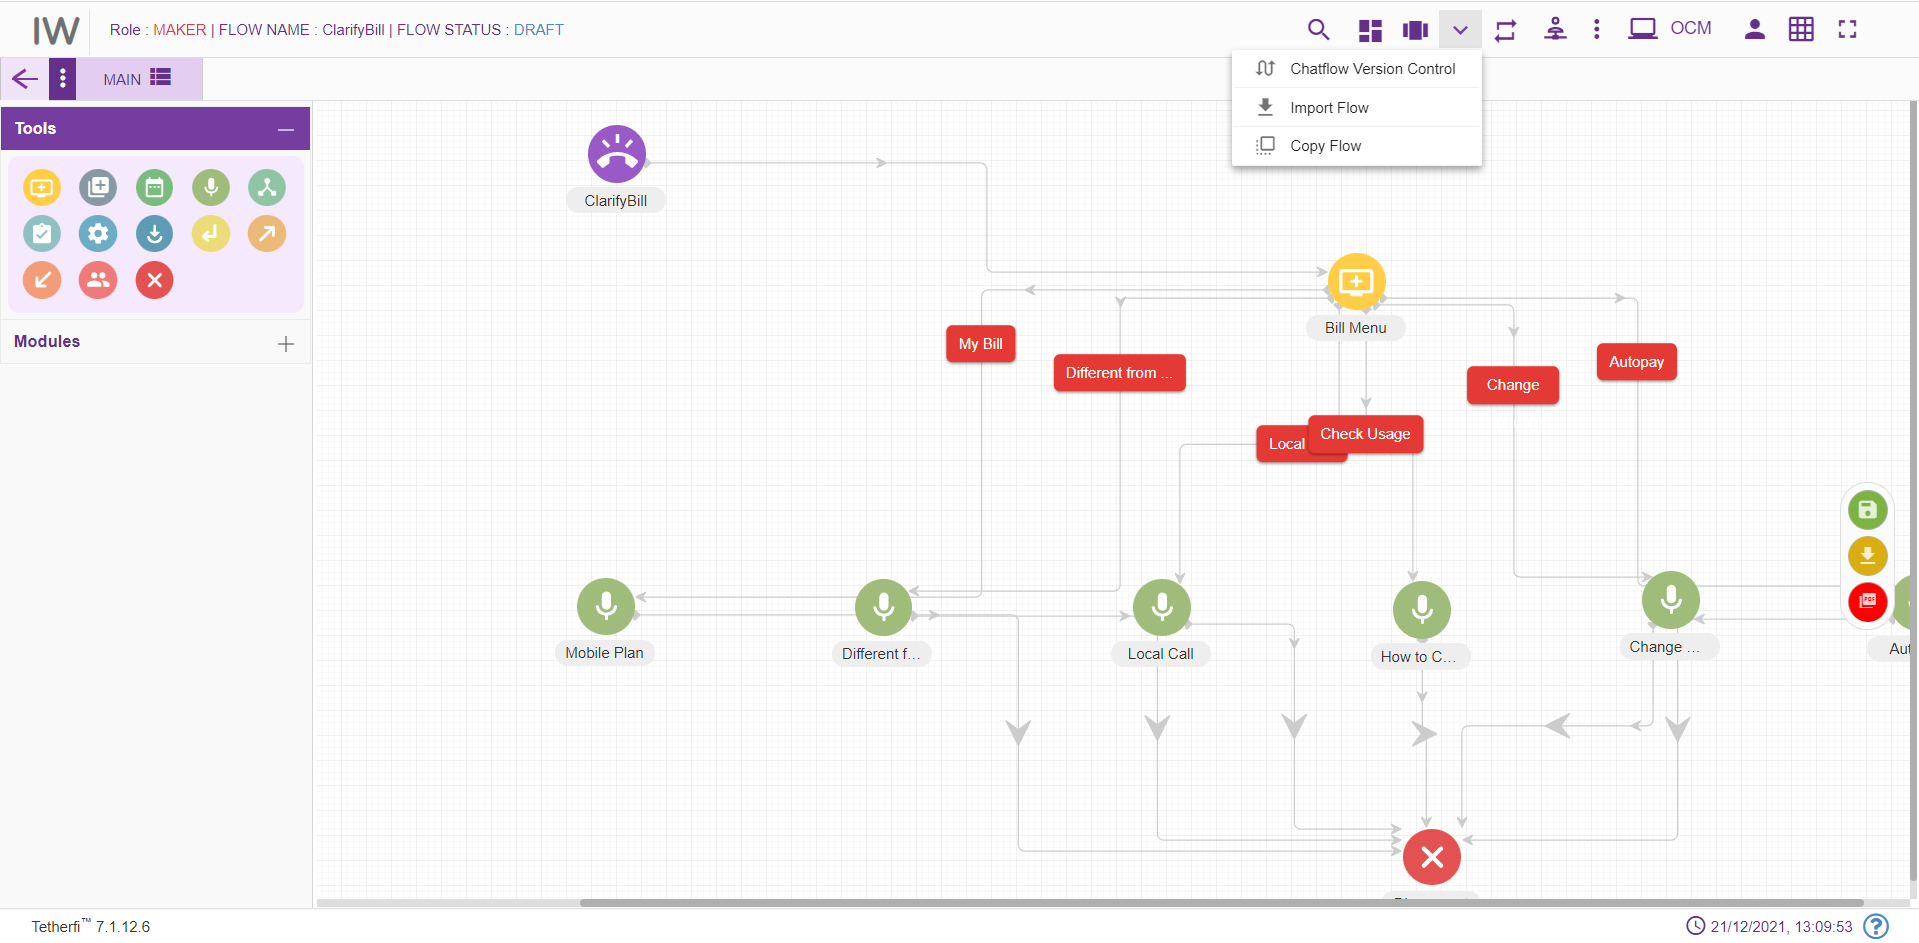 IW
Role : MAKER | FLOW NAME : ClarifyBill | FLOW STATUS : DRAFT
OCM
Chatflow Version Control
Import Flow
Copy Flow
MAIN
Tools
Modules
ClarifyBill
Bill Menu
My Bill
Different from ...
Local
Check Usage
Change
Autopay
Mobile Plan
Different f...
Local Call
How to C...
Change ...
Aut
PDF
Tetherfi™ 7.1.12.6
21/12/2021, 13:09:53
?